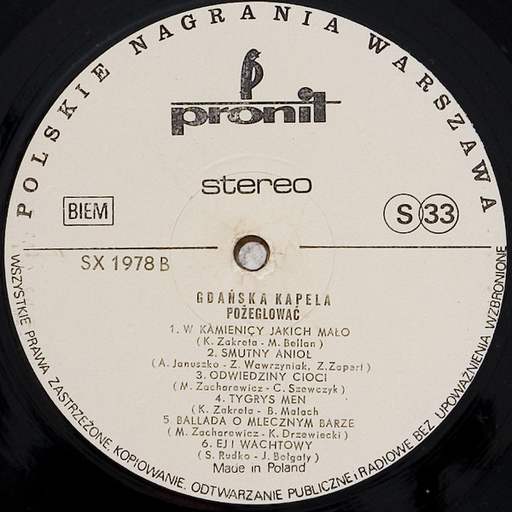 POLSKIE NAGRANIA WARSZAWA
pronit
stereo
BIEM
S 33
SX 1978 B
GDAŃSKA KAPELA
POŻEGLOWAĆ
1. W KAMIENICY JAKICH MAŁO
( K. Zakreta - M. Bellan )
2. SMUTNY ANIOŁ
( A. Januszko - Z. Wawrzyniak, Z. Zapert )
3. ODWIEDZINY CIOCI
( M. Zacharewicz - C. Szewczyk )
4. TYGRYS MEN
( K. Zakreta - B. Malach )
5. BALLADA O MLECZNYM BARZE
( M. Zacharewicz - K. Drzewiecki )
6. EJ I WACHTOWY
( S. Rudko - J. Bolgaty )
Made in Poland
WSZYSTKIE PRAWA ZASTRZEŻONE. KOPIOWANIE, ODTWARZANIE PUBLICZNE I RADIOWE BEZ UPOWAŻNIENIA WZBRONIONE